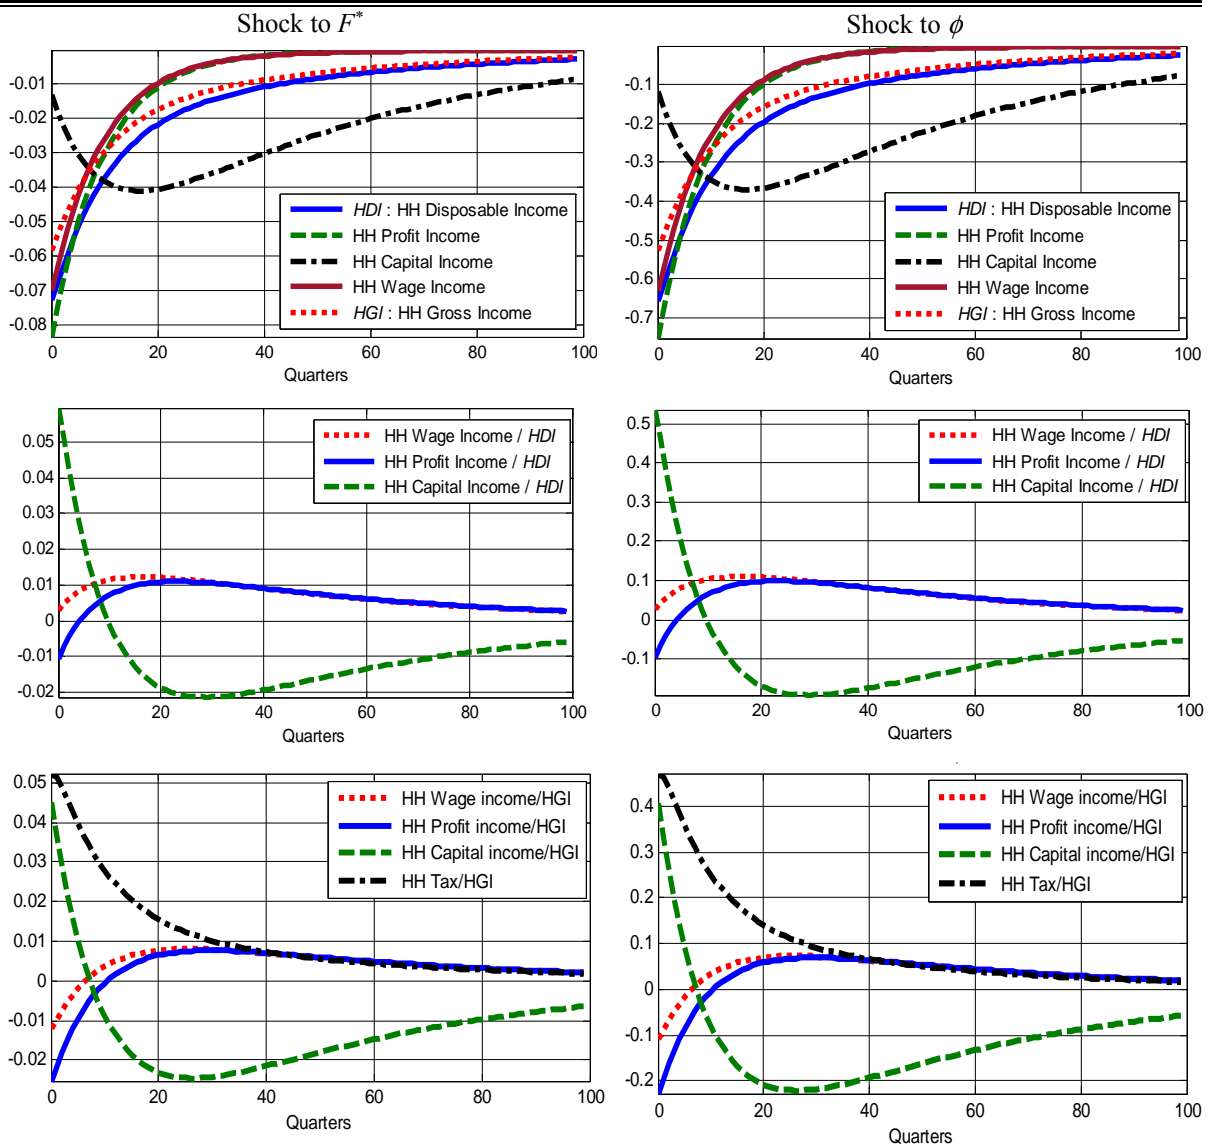 Shock to F*
Shock to ϕ
-0.01
-0.02
-0.03
-0.04
-0.05
-0.06
-0.07
-0.08
HDI : HH Disposable Income
HH Profit Income
HH Capital Income
HH Wage Income
HGI : HH Gross Income
0 20 40 60 80 100
Quarters
-0.1
-0.2
-0.3
-0.4
-0.5
-0.6
-0.7
HDI : HH Disposable Income
HH Profit Income
HH Capital Income
HH Wage Income
HGI : HH Gross Income
0 20 40 60 80 100
Quarters
0.05
0.04
0.03
0.02
0.01
0
-0.01
-0.02
HH Wage Income / HDI
HH Profit Income / HDI
HH Capital Income / HDI
0 20 40 60 80 100
Quarters
0.5
0.4
0.3
0.2
0.1
0
-0.1
HH Wage Income / HDI
HH Profit Income / HDI
HH Capital Income / HDI
0 20 40 60 80 100
Quarters
0.05
0.04
0.03
0.02
0.01
0
-0.01
-0.02
HH Wage income/HGI
HH Profit income/HGI
HH Capital income/HGI
HH Tax/HGI
0 20 40 60 80 100
Quarters
0.4
0.3
0.2
0.1
0
-0.1
-0.2
HH Wage income/HGI
HH Profit income/HGI
HH Capital income/HGI
HH Tax/HGI
0 20 40 60 80 100
Quarters